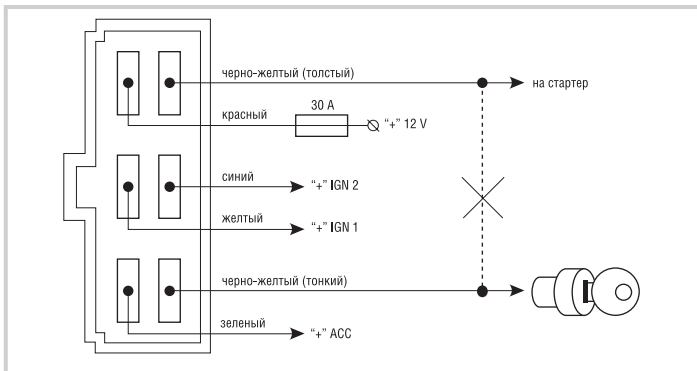 черно-желтый (толстый)
на стартер
красный
30 А
“+” 12 V
синий
“+” IGN 2
желтый
“+” IGN 1
черно-желтый (тонкий)
зеленый
“+” ACC